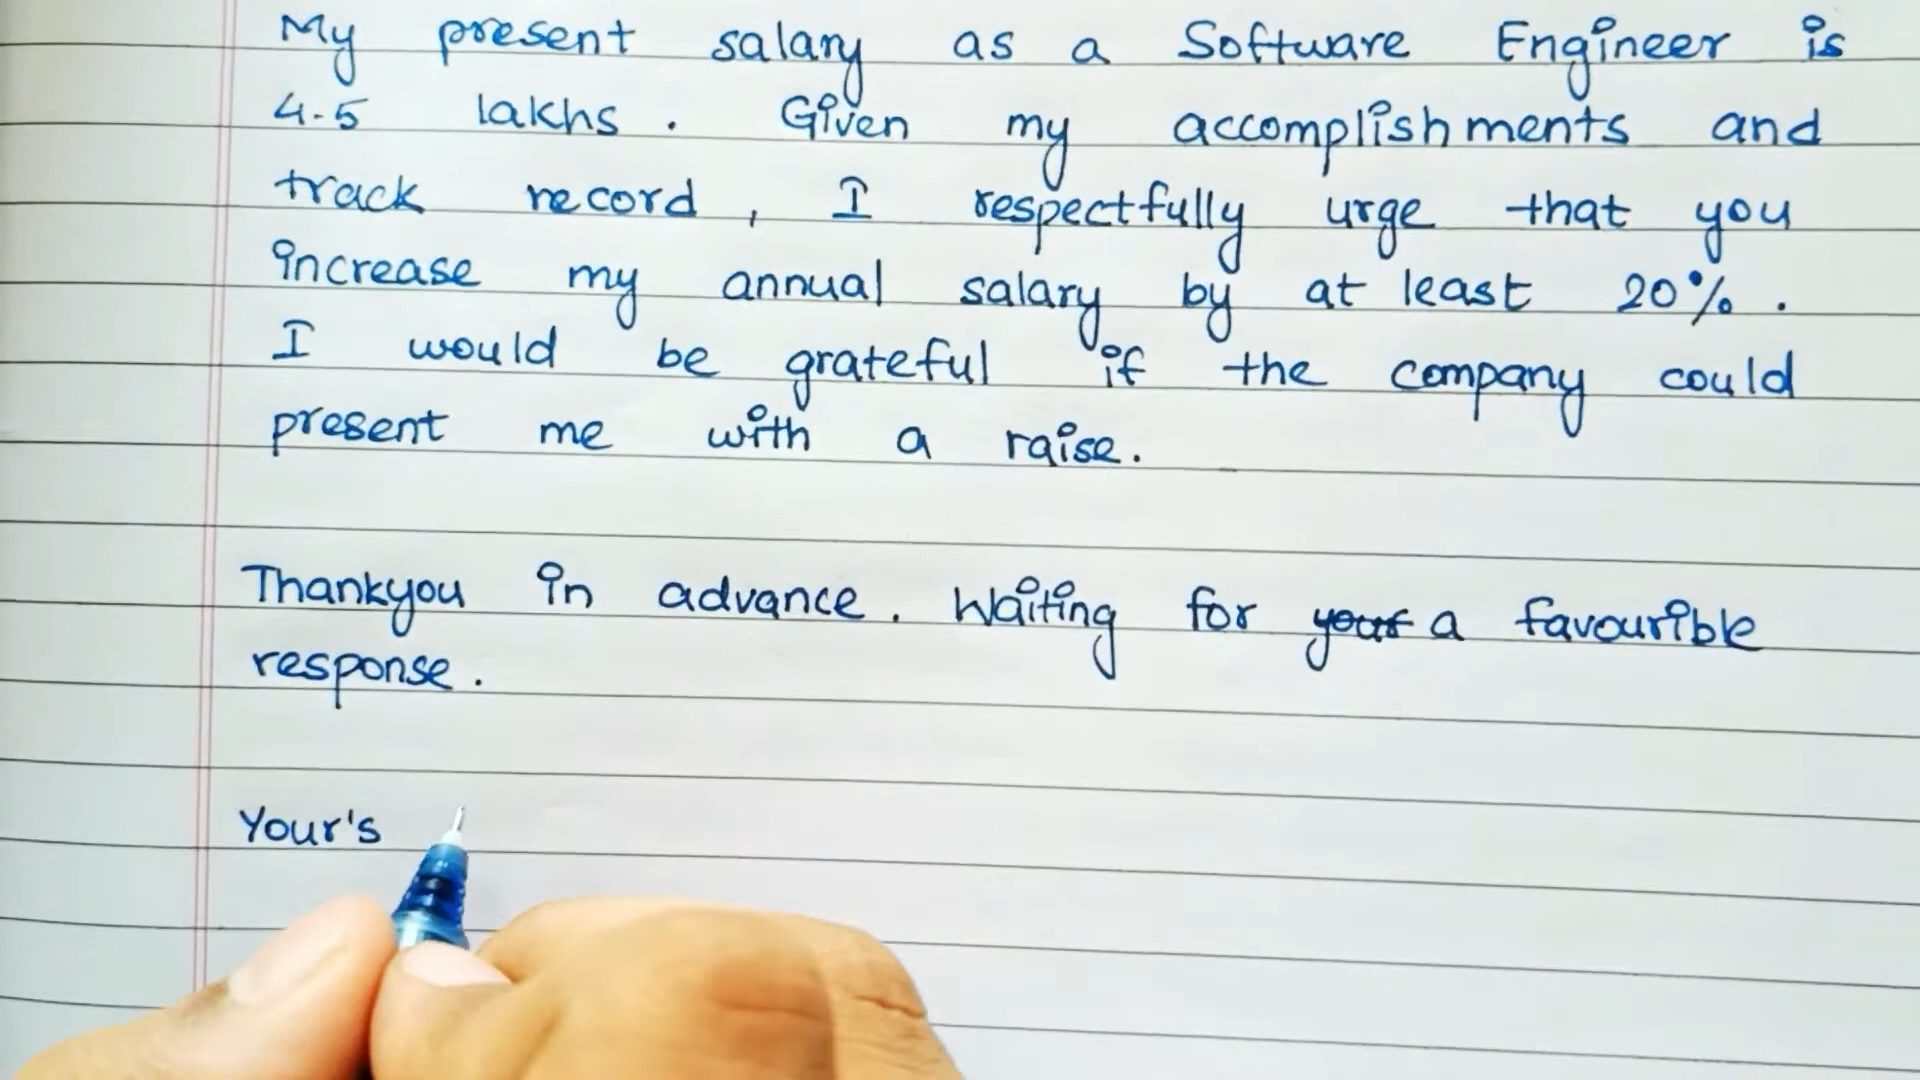 My present salary as a Software Engineer is
4.5 lakhs. Given my accomplishments and
track record, I respectfully urge that you
increase my annual salary by at least 20%.
I would be grateful if the company could
present me with a raise.
Thankyou in advance. Waiting for your a favourible
response.
Your's